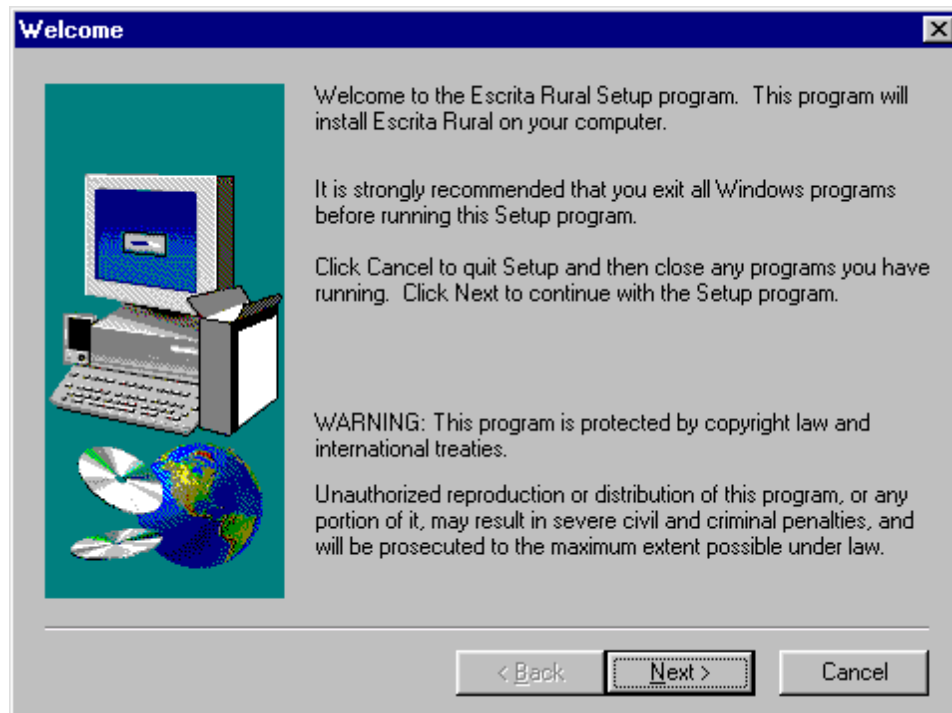 Welcome
Welcome to the Escrita Rural Setup program.  This program will
install Escrita Rural on your computer.
It is strongly recommended that you exit all Windows programs
before running this Setup program.
Click Cancel to quit Setup and then close any programs you have
running.  Click Next to continue with the Setup program.
WARNING: This program is protected by copyright law and
international treaties.
Unauthorized reproduction or distribution of this program, or any
portion of it, may result in severe civil and criminal penalties, and
will be prosecuted to the maximum extent possible under law.
< Back Next > Cancel